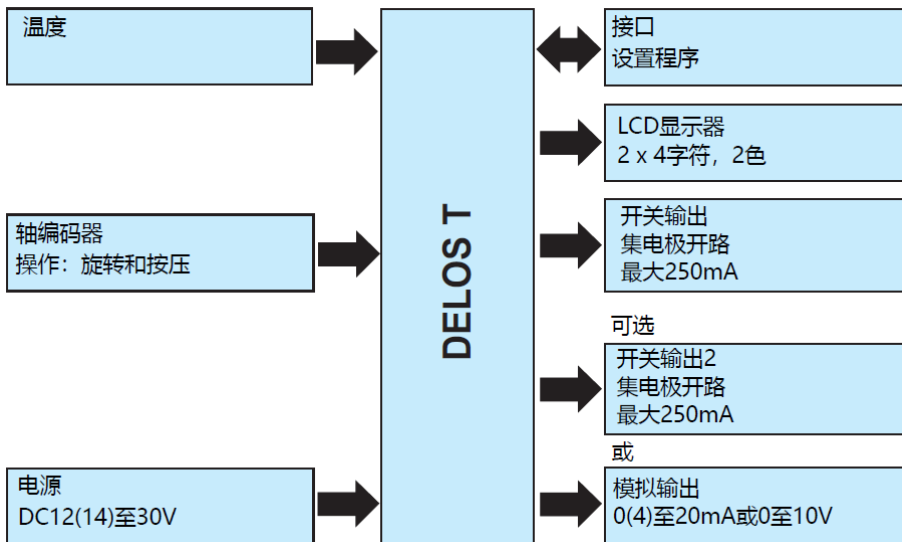 温度
轴编码器
操作：旋转和按压
电源
DC12(14)至30V
DELOS T
接口
设置程序
LCD显示器
2 x 4字符，2色
开关输出
集电极开路
最大250mA
可选
开关输出2
集电极开路
最大250mA
或
模拟输出
0(4)至20mA或0至10V